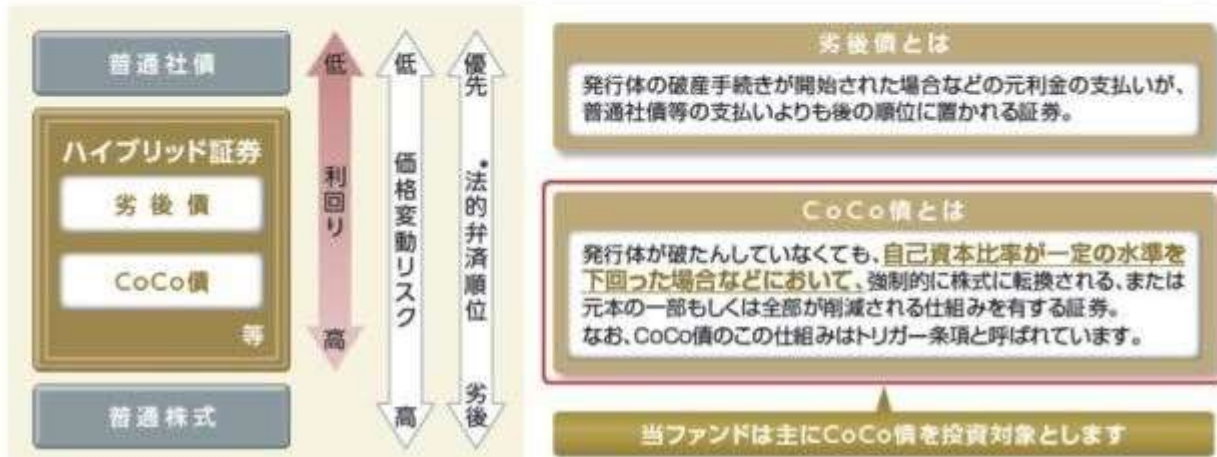 普通社債
ハイブリッド証券
劣後債
CoCo債
等
普通株式
低
利回り
高
低
価格変動リスク
高
優先
*法的弁済順位
劣後
劣後債とは
発行体の破産手続きが開始された場合などの元利金の支払いが、
普通社債等の支払いよりも後の順位に置かれる証券。
CoCo債とは
発行体が破たんしていなくても、自己資本比率が一定の水準を
下回った場合などにおいて、強制的に株式に転換される、または
元本の一部もしくは全部が削減される仕組みを有する証券。
なお、CoCo債のこの仕組みはトリガー条項と呼ばれています。
当ファンドは主にCoCo債を投資対象とします